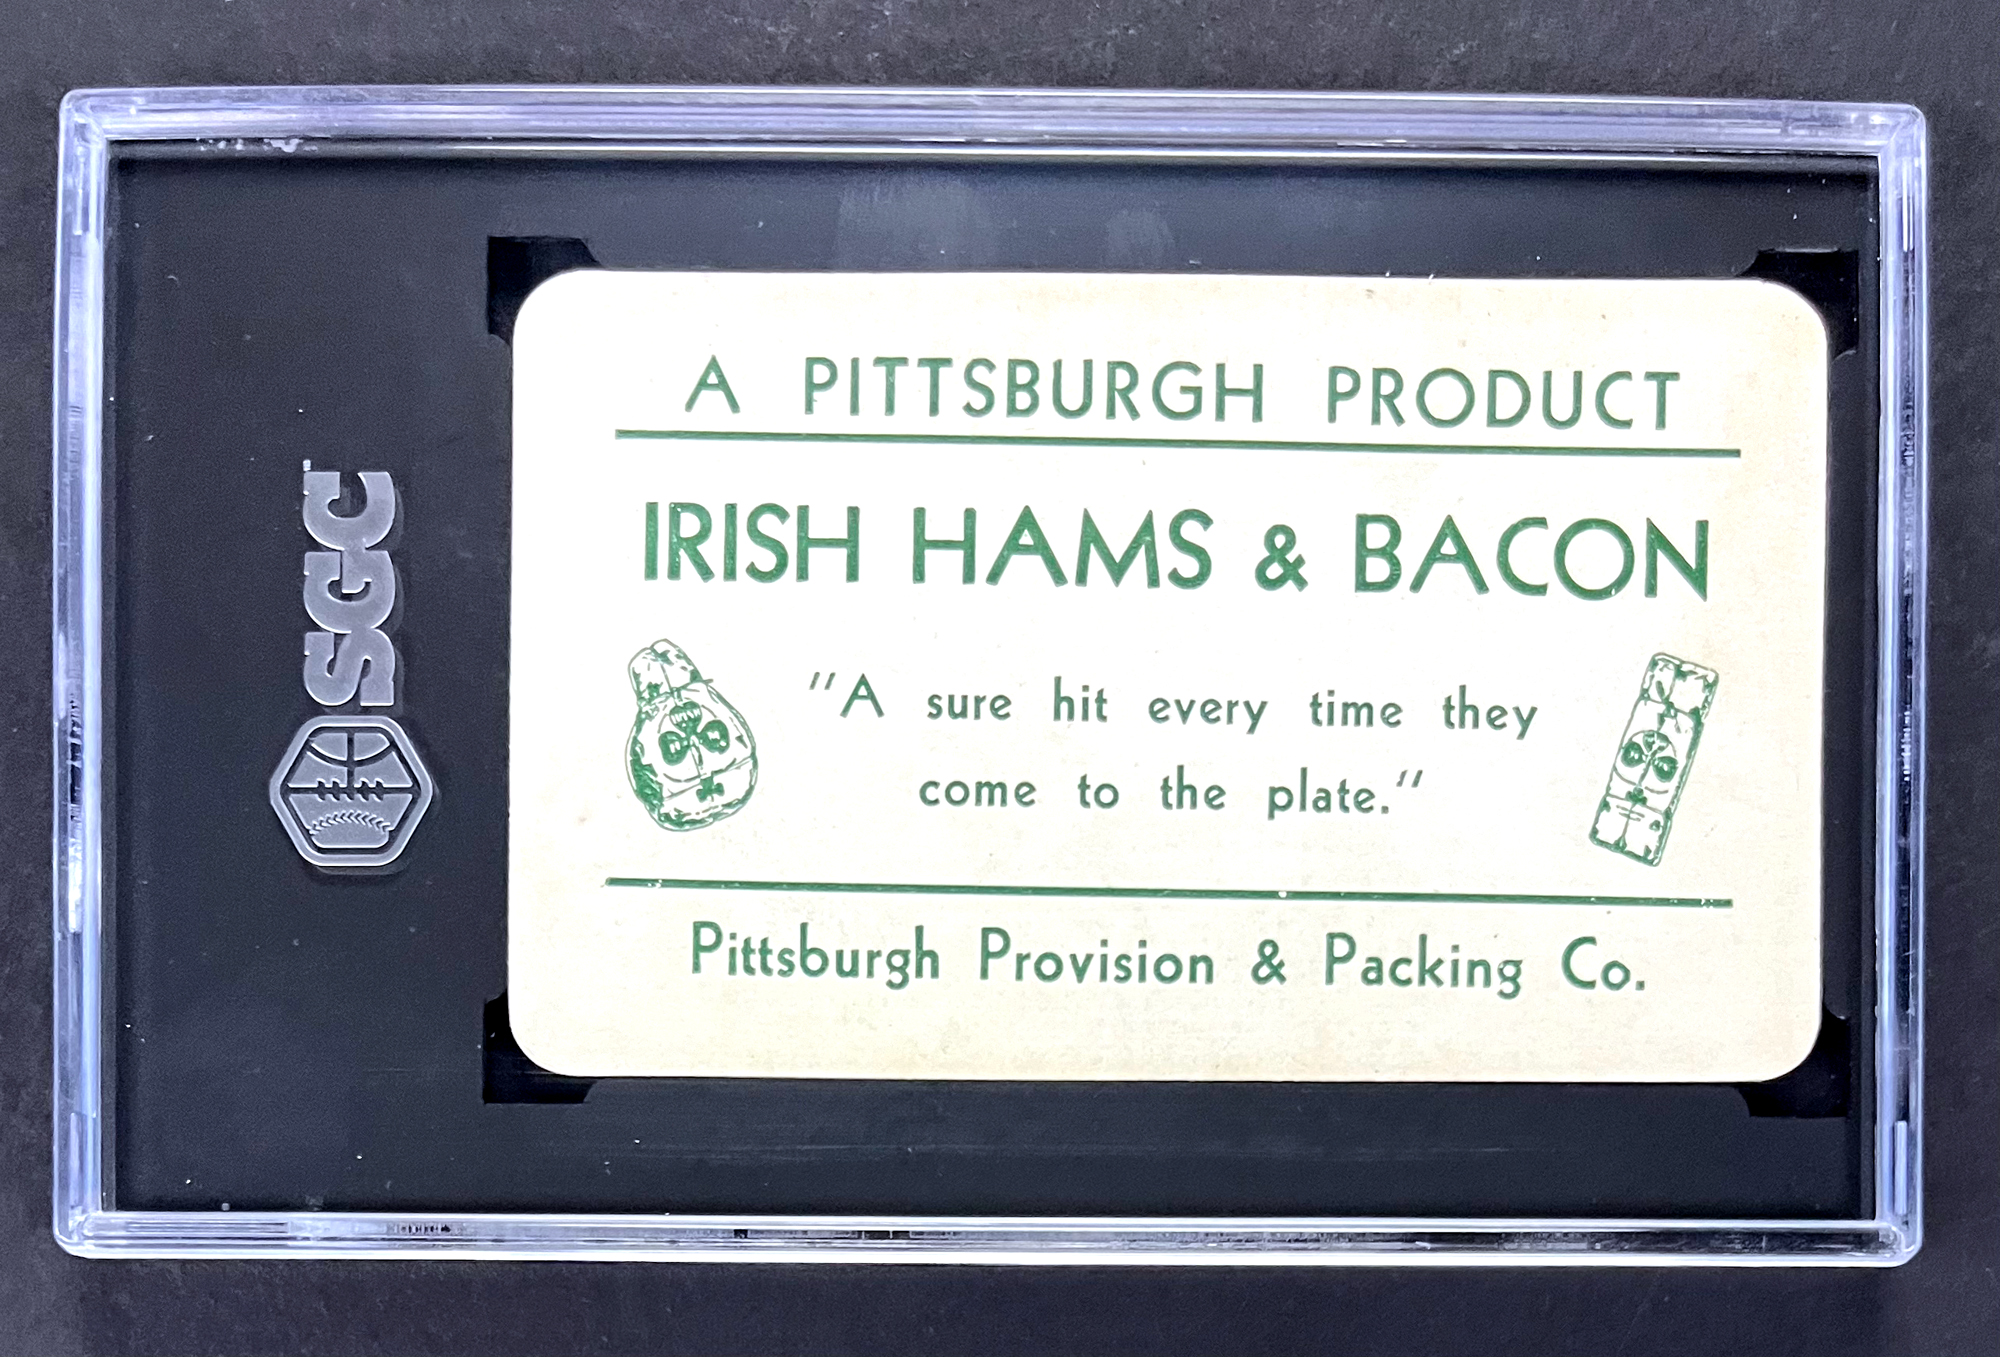 SGC
A PITTSBURGH PRODUCT
IRISH HAMS & BACON
IRISH
"A sure hit every time they
come to the plate."
Pittsburgh Provision & Packing Co.